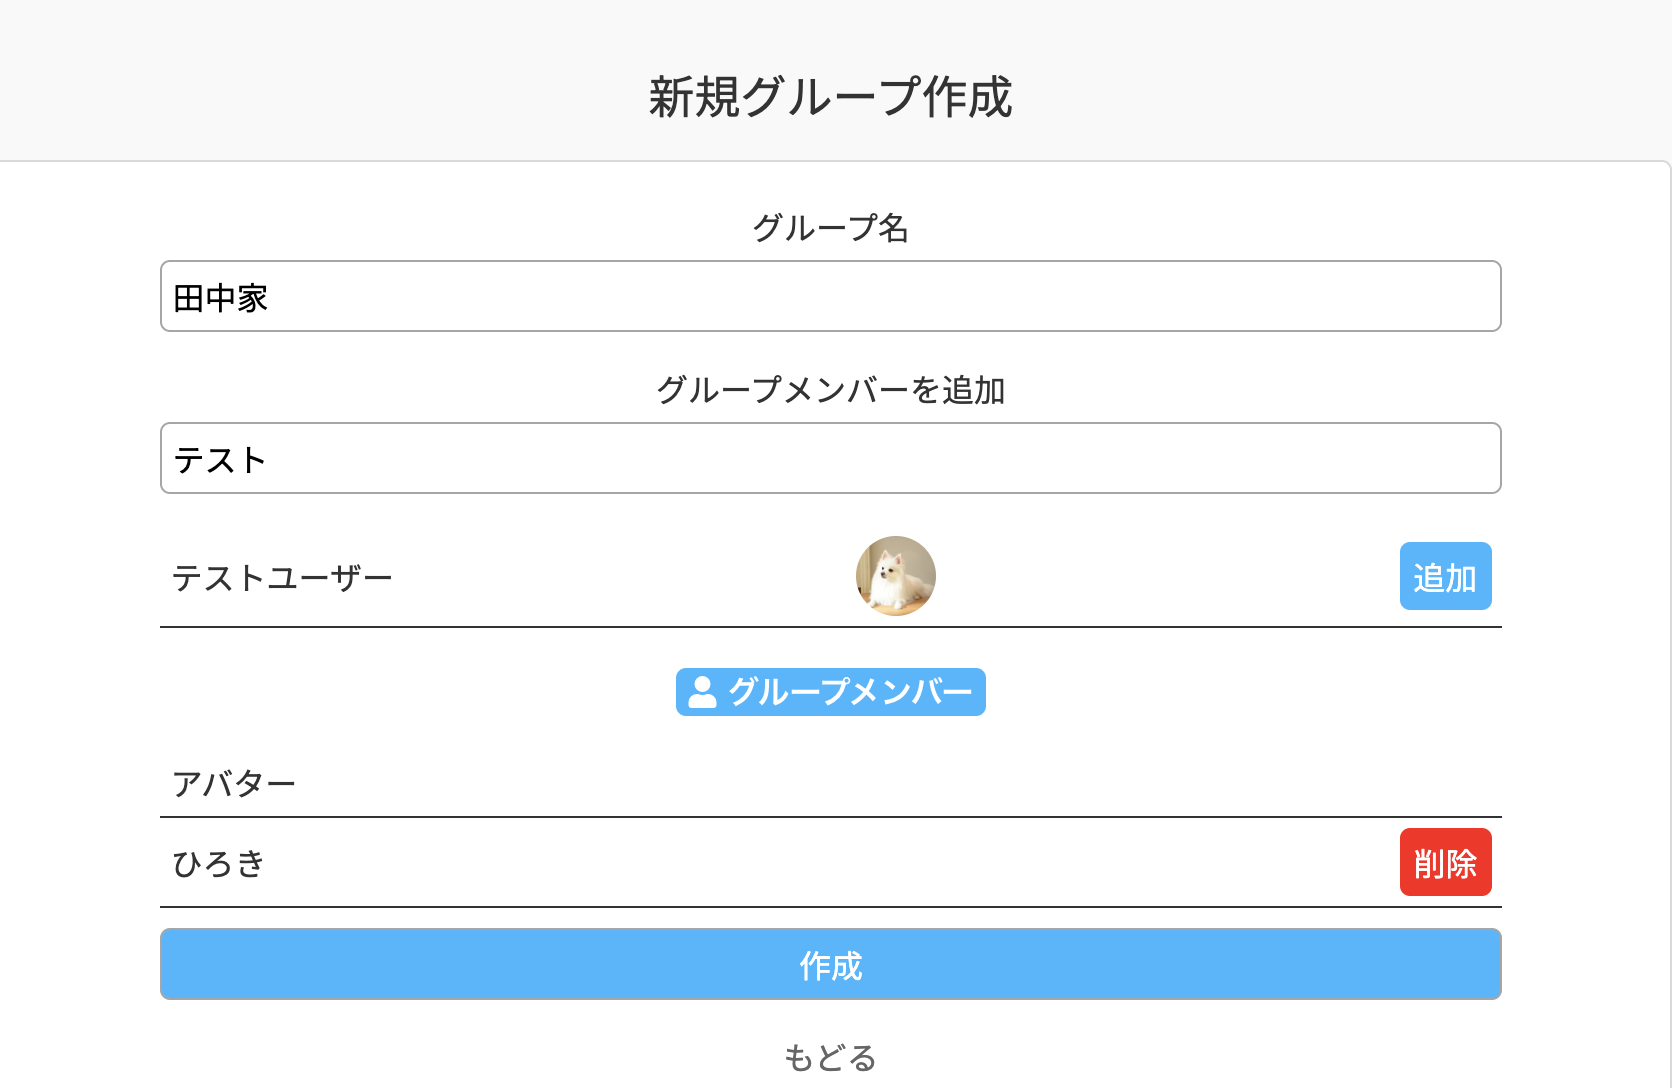 新規グループ作成
グループ名
田中家
グループメンバーを追加
テスト
テストユーザー 追加
グループメンバー
アバター
ひろき 削除
作成
もどる